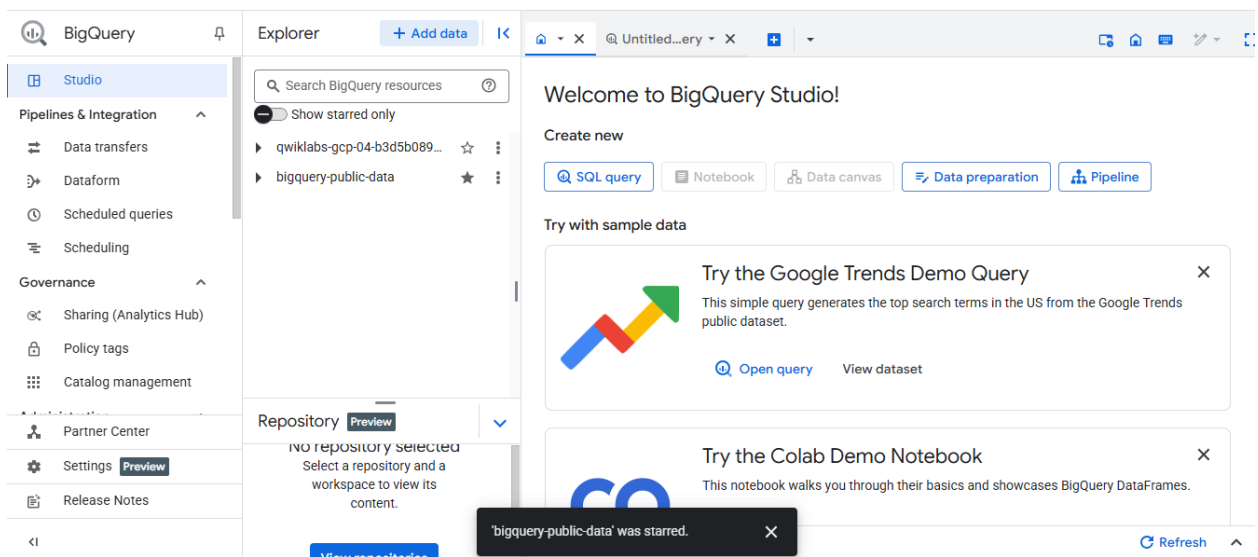 BigQuery
Studio
Pipelines & Integration
Data transfers
Dataform
Scheduled queries
Scheduling
Governance
Sharing (Analytics Hub)
Policy tags
Catalog management
Partner Center
Settings Preview
Release Notes
Explorer
+ Add data
Search BigQuery resources
Show starred only
qwiklabs-gcp-04-b3d5b089...
bigquery-public-data
Repository Preview
No repository selected
Select a repository and a
workspace to view its
content.
View repositories
Untitled...ery
Welcome to BigQuery Studio!
Create new
SQL query Notebook Data canvas Data preparation Pipeline
Try with sample data
Try the Google Trends Demo Query
This simple query generates the top search terms in the US from the Google Trends
public dataset.
Open query View dataset
Try the Colab Demo Notebook
This notebook walks you through their basics and showcases BigQuery DataFrames.
'bigquery-public-data' was starred.
Refresh